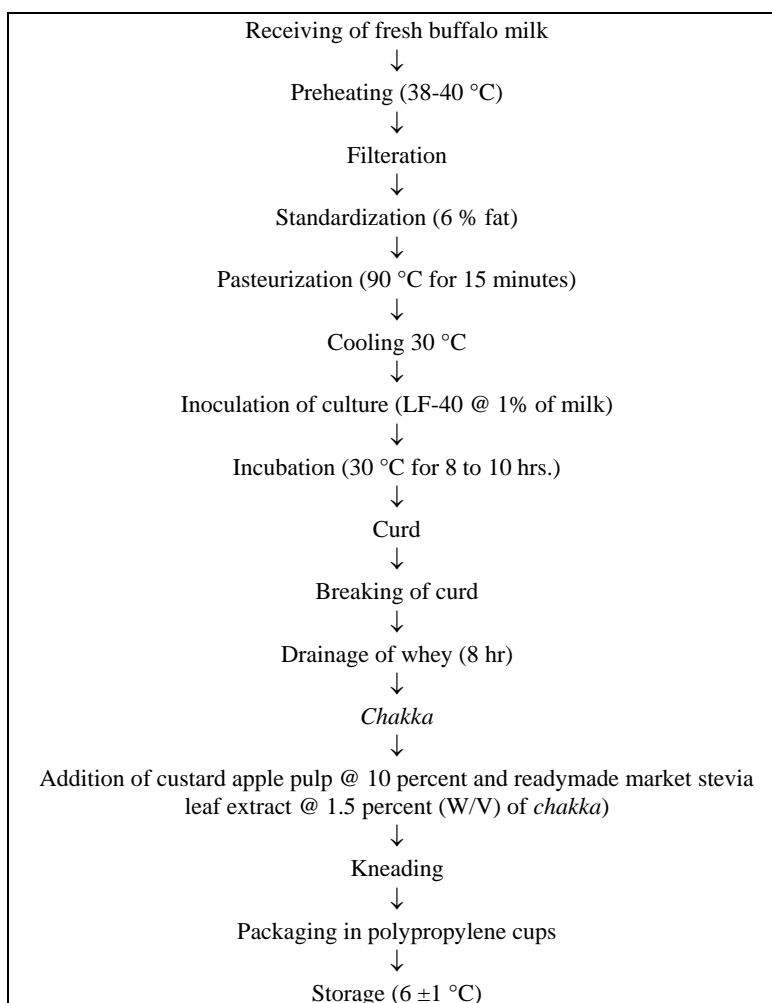 Receiving of fresh buffalo milk
↓
Preheating (38-40 °C)
↓
Filteration
↓
Standardization (6 % fat)
↓
Pasteurization (90 °C for 15 minutes)
↓
Cooling 30 °C
↓
Inoculation of culture (LF-40 @ 1% of milk)
↓
Incubation (30 °C for 8 to 10 hrs.)
↓
Curd
↓
Breaking of curd
↓
Drainage of whey (8 hr)
↓
Chakka
↓
Addition of custard apple pulp @ 10 percent and readymade market stevia
leaf extract @ 1.5 percent (W/V) of chakka)
↓
Kneading
↓
Packaging in polypropylene cups
↓
Storage (6 ±1 °C)